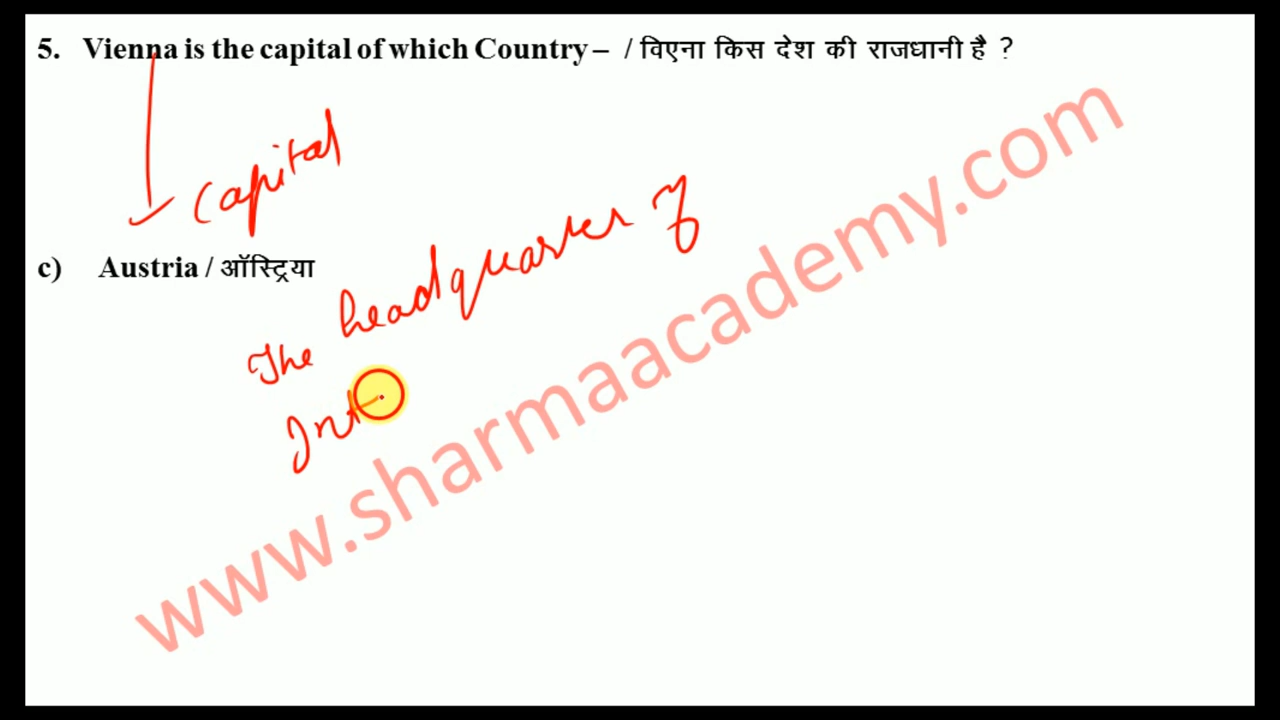 5. Vienna is the capital of which Country – / विएना किस देश की राजधानी है ?
Capital
c) Austria / ऑस्ट्रिया
The headquarter of
Int
www.sharmaacademy.com